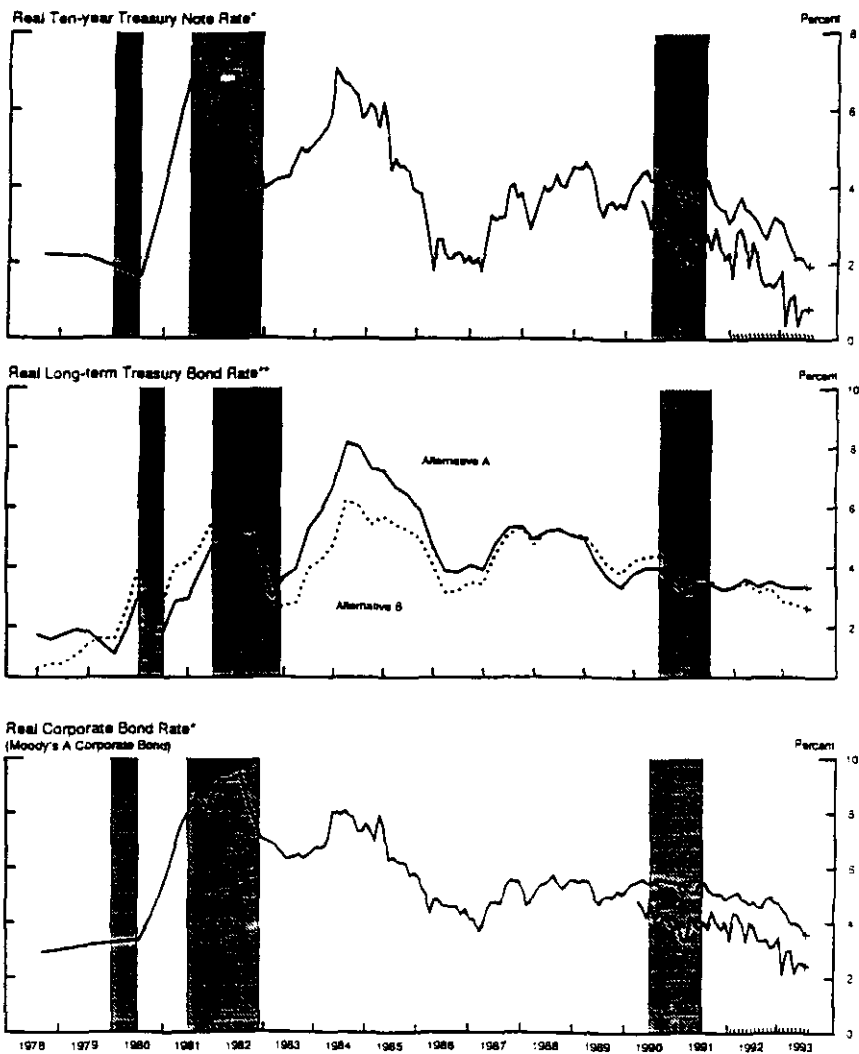 Real Ten-year Treasury Note Rate*
Percent
8
6
4
2
0
Real Long-term Treasury Bond Rate**
Percent
10
8
6
4
2
Alternative A
Alternative B
Real Corporate Bond Rate*
(Moody's A Corporate Bond)
Percent
10
8
6
4
2
0
1978 1979 1980 1981 1982 1983 1984 1985 1986 1987 1988 1989 1990 1991 1992 1993